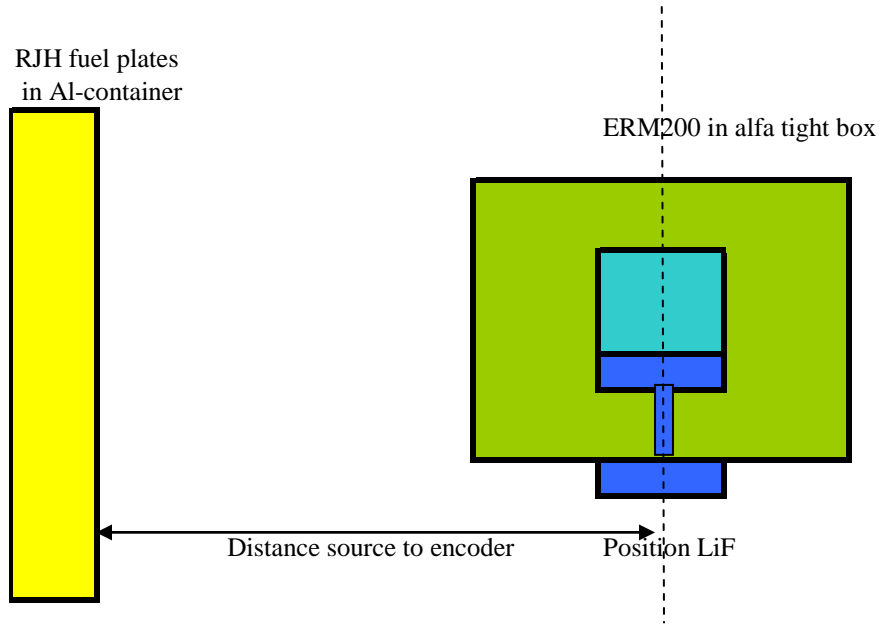 RJH fuel plates
in Al-container
ERM200 in alfa tight box
Distance source to encoder
Position LiF